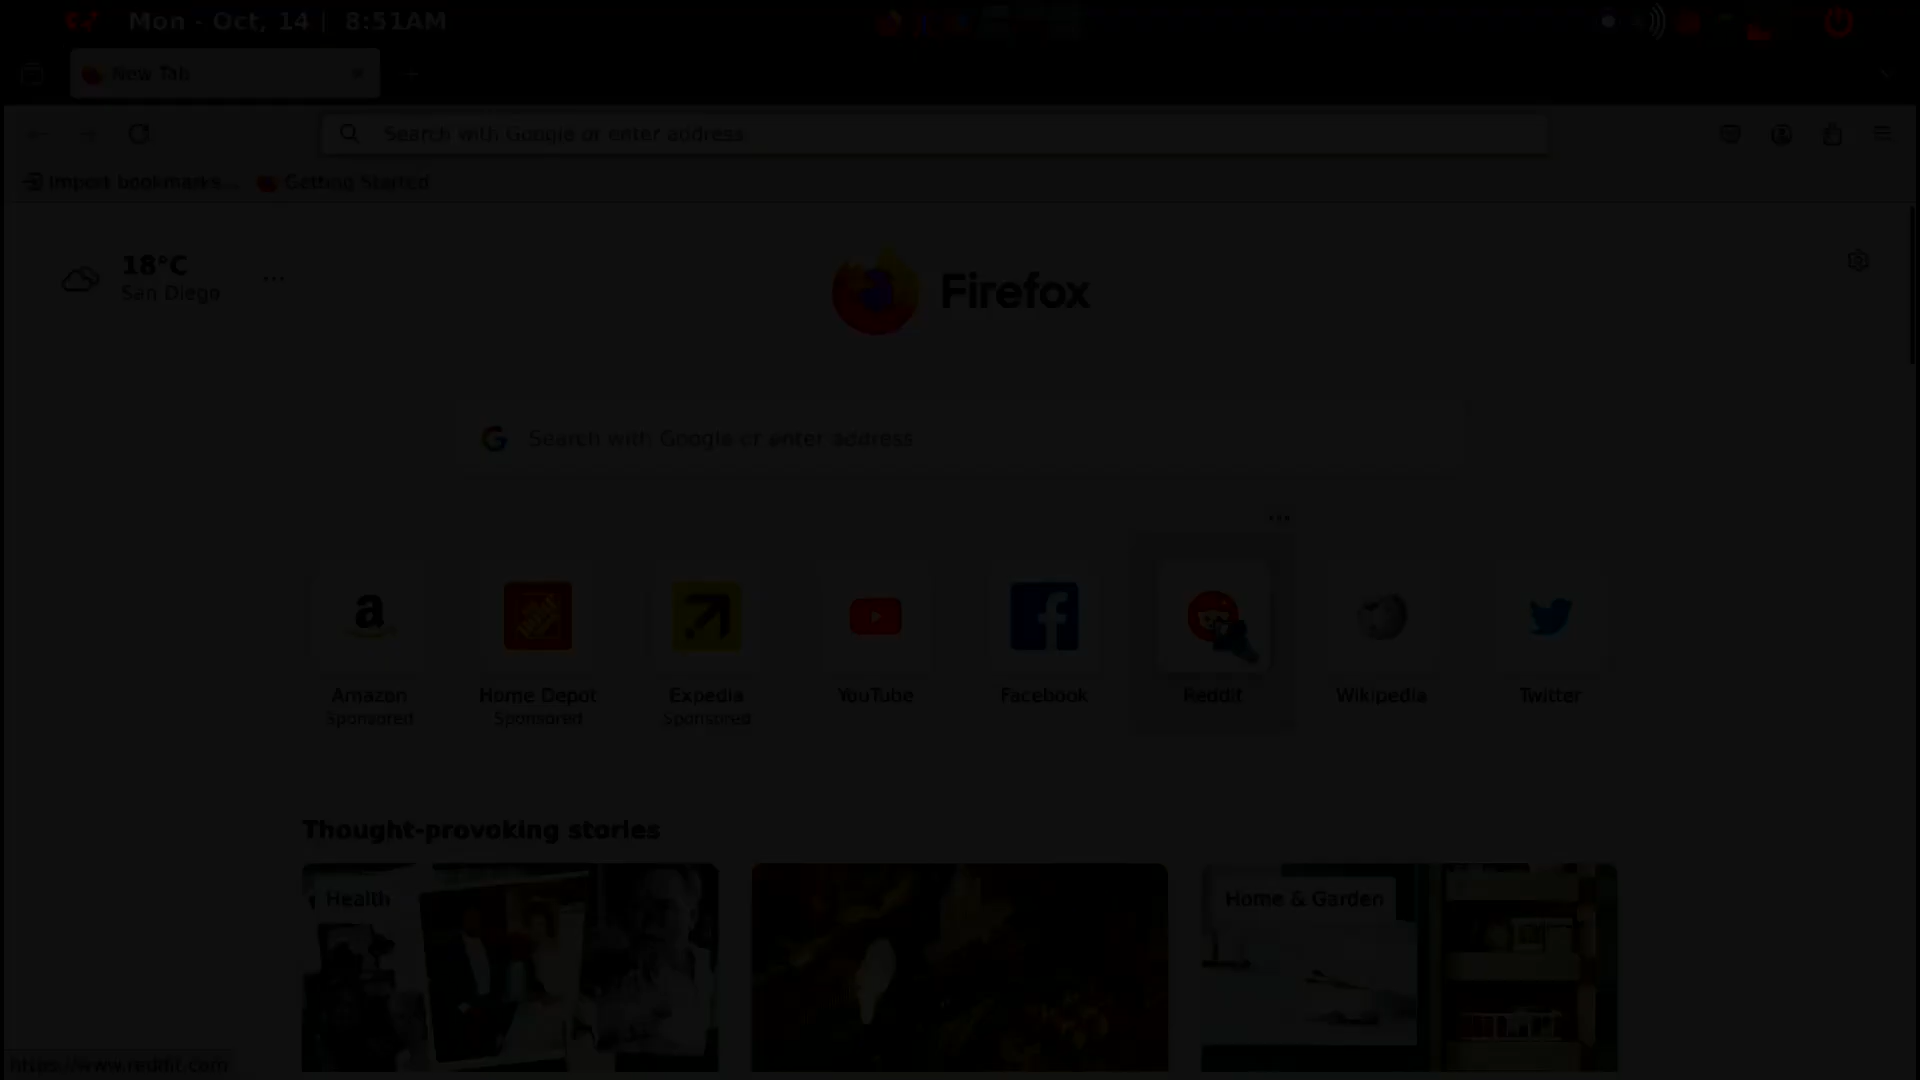 Mon - Oct, 14 | 8:51AM
New Tab
Search with Google or enter address
Import bookmarks... Getting Started
18°C
San Diego
Firefox
Search with Google or enter address
Amazon
Sponsored
Home Depot
Sponsored
Expedia
Sponsored
YouTube
Facebook
Reddit
Wikipedia
Twitter
Thought-provoking stories
Health
Home & Garden
https://www.reddit.com